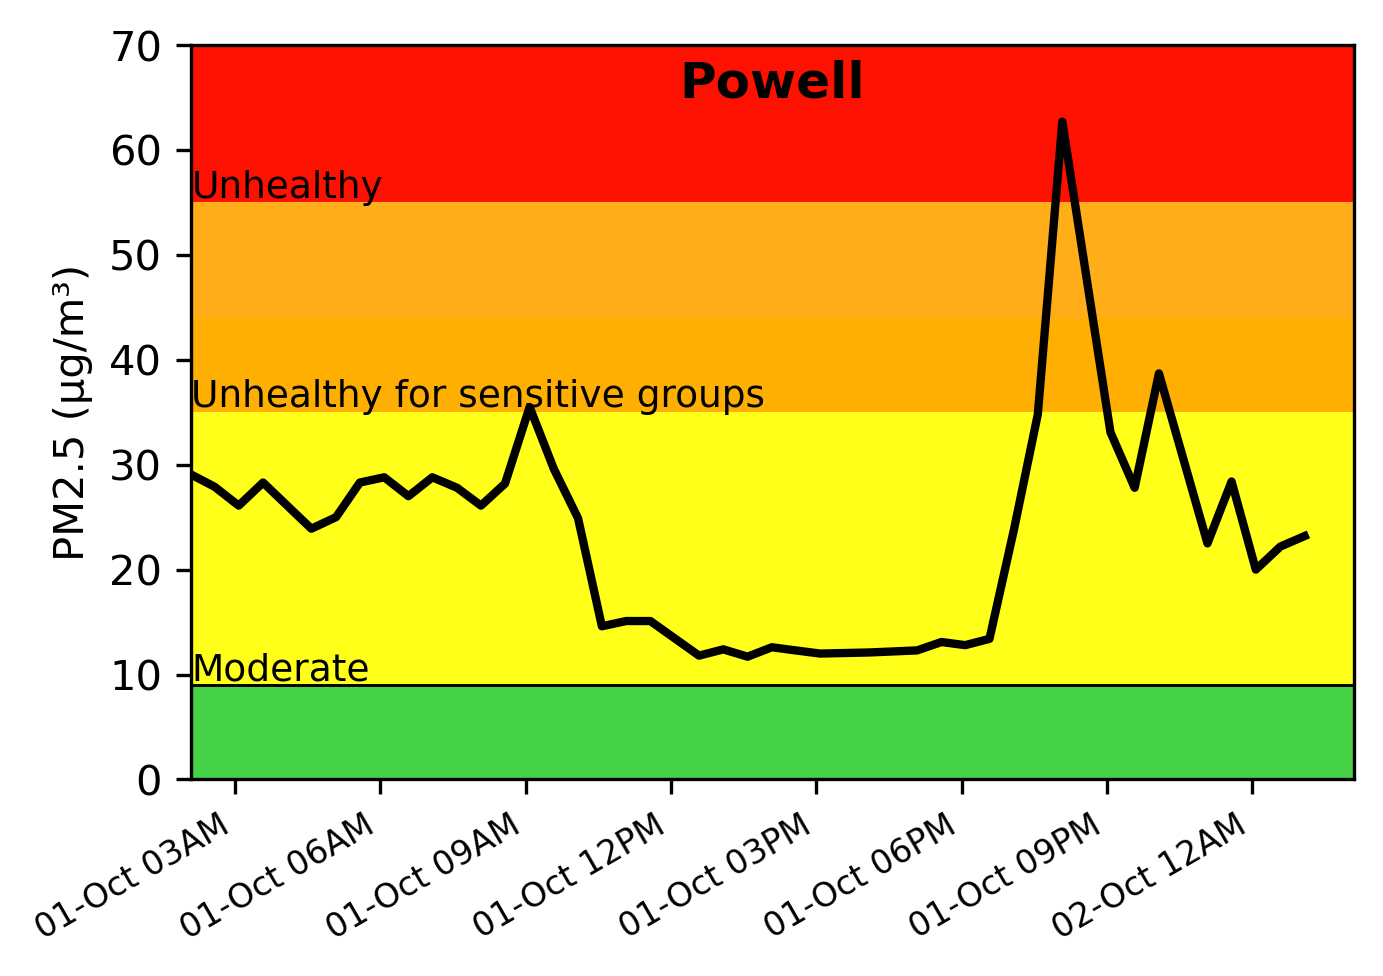 Powell
70
60
50
40
30
20
10
0
PM2.5 (µg/m³)
Unhealthy
Unhealthy for sensitive groups
Moderate
01-Oct 03AM
01-Oct 06AM
01-Oct 09AM
01-Oct 12PM
01-Oct 03PM
01-Oct 06PM
01-Oct 09PM
02-Oct 12AM